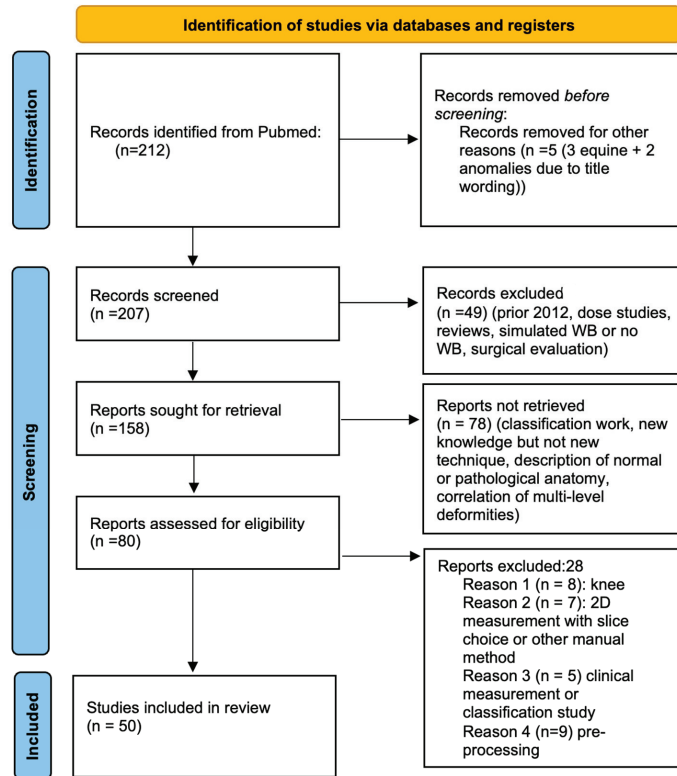 Identification of studies via databases and registers
Identification
Records identified from Pubmed:
(n=212)
Records removed before
screening:
Records removed for other
reasons (n =5 (3 equine + 2
anomalies due to title
wording))
Screening
Records screened
(n =207)
Records excluded
(n =49) (prior 2012, dose studies,
reviews, simulated WB or no
WB, surgical evaluation)
Reports sought for retrieval
(n =158)
Reports not retrieved
(n = 78) (classification work, new
knowledge but not new
technique, description of normal
or pathological anatomy,
correlation of multi-level
deformities)
Reports assessed for eligibility
(n =80)
Reports excluded:28
Reason 1 (n = 8): knee
Reason 2 (n = 7): 2D
measurement with slice
choice or other manual
method
Reason 3 (n = 5) clinical
measurement or
classification study
Reason 4 (n=9) pre-
processing
Included
Studies included in review
(n = 50)